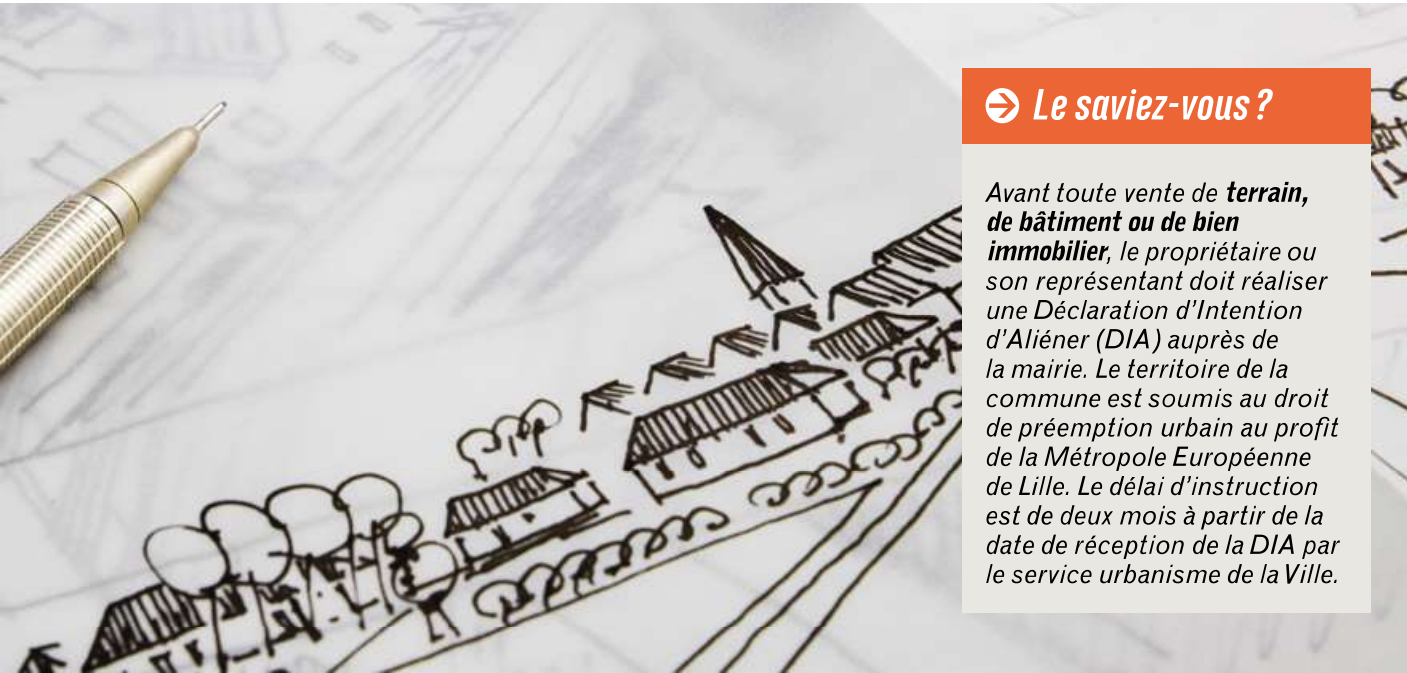 Le saviez-vous ?
Avant toute vente de terrain,
de bâtiment ou de bien
immobilier, le propriétaire ou
son représentant doit réaliser
une Déclaration d'Intention
d'Aliéner (DIA) auprès de
la mairie. Le territoire de la
commune est soumis au droit
de préemption urbain au profit
de la Métropole Européenne
de Lille. Le délai d'instruction
est de deux mois à partir de la
date de réception de la DIA par
le service urbanisme de la Ville.